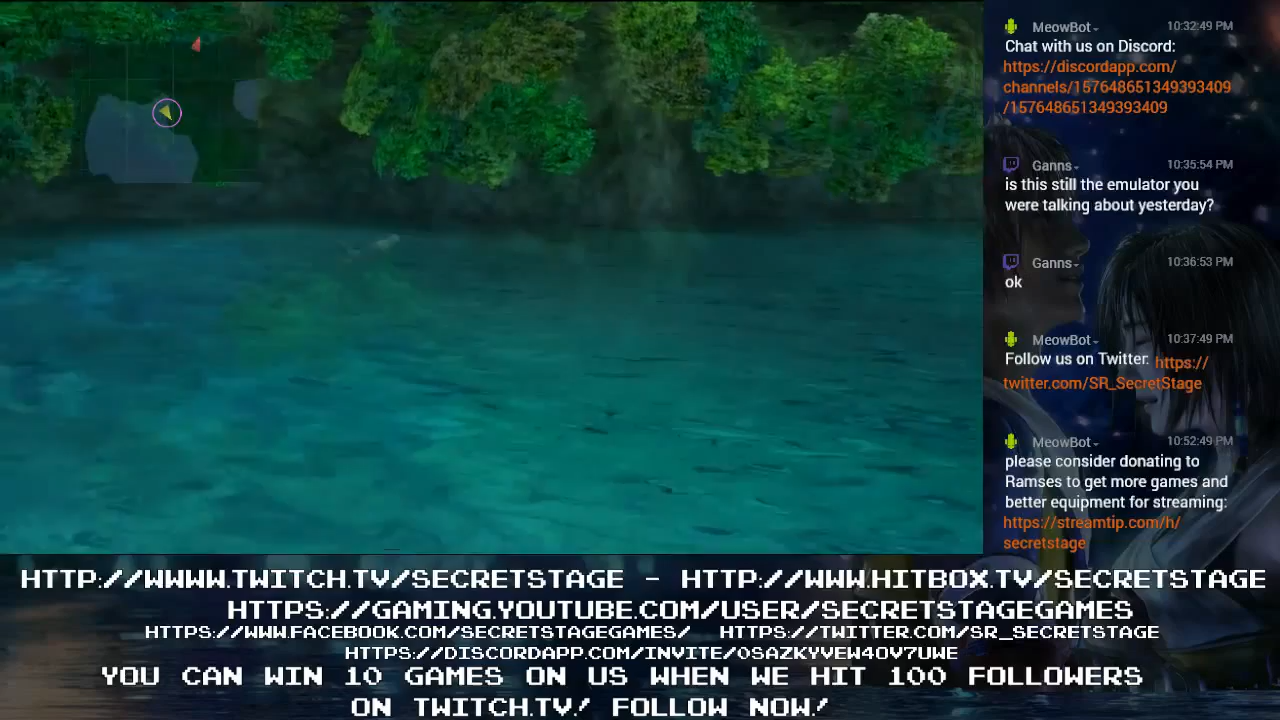 MeowBot 10:32:49 PM
Chat with us on Discord:
https://discordapp.com/
channels/157648651349393409
/157648651349393409
Ganns 10:35:54 PM
is this still the emulator you
were talking about yesterday?
Ganns 10:36:53 PM
ok
MeowBot 10:37:49 PM
Follow us on Twitter: https://
twitter.com/SR_SecretStage
MeowBot 10:52:49 PM
please consider donating to
Ramses to get more games and
better equipment for streaming:
https://streamtip.com/h/
secretstage
HTTP://WWWW.TWITCH.TV/SECRETSTAGE - HTTP://WWW.HITBOX.TV/SECRETSTAGE
HTTPS://GAMING.YOUTUBE.COM/USER/SECRETSTAGEGAMES
HTTPS://WWW.FACEBOOK.COM/SECRETSTAGEGAMES/ HTTPS://TWITTER.COM/SR_SECRETSTAGE
HTTPS://DISCORDAPP.COM/INVITE/0SAZKYVEW4OV7UWE
YOU CAN WIN 10 GAMES ON US WHEN WE HIT 100 FOLLOWERS
ON TWITCH.TV! FOLLOW NOW!